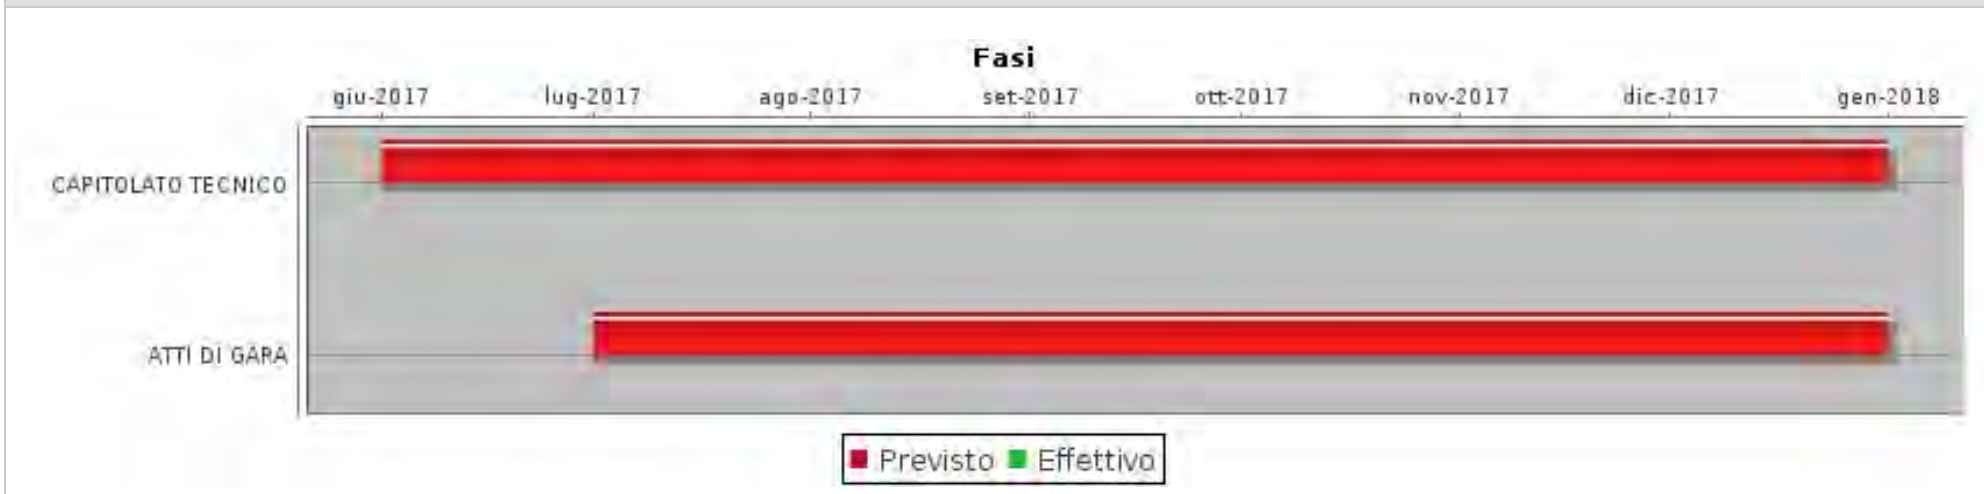 Fasi
giu-2017 lug-2017 ago-2017 set-2017 ott-2017 nov-2017 dic-2017 gen-2018
CAPITOLATO TECNICO
ATTI DI GARA
Previsto Effettivo